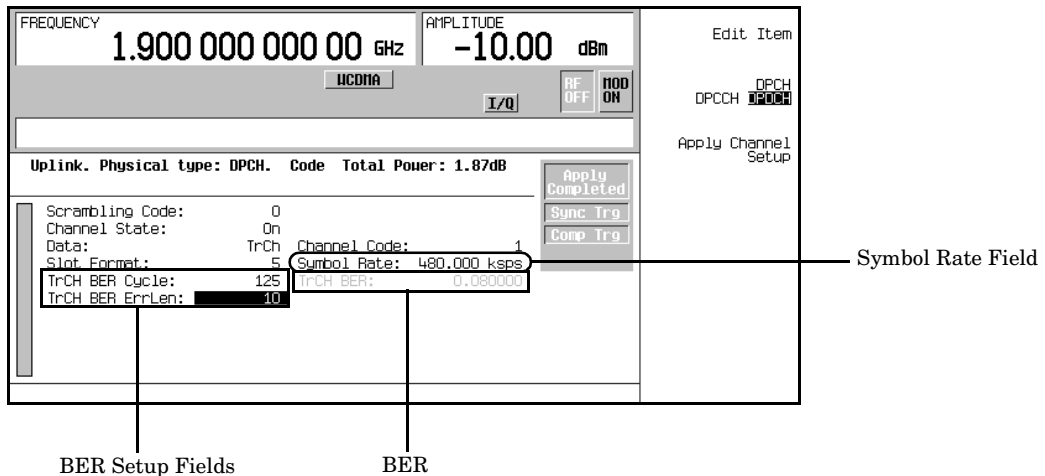 FREQUENCY
1.900 000 000 00 GHz
AMPLITUDE
-10.00 dBm
WCDMA
I/Q
RF OFF
MOD ON
Edit Item
DPCH
DPCCH DPDCH
Apply Channel
Setup
Uplink. Physical type: DPCH. Code Total Power: 1.87dB
Apply
Completed
Sync Trg
Comp Trg
Scrambling Code: 0
Channel State: On
Data: TrCh Channel Code: 1
Slot Format: 5 Symbol Rate: 480.000 ksps
TrCH BER Cycle: 125 TrCH BER: 0.080000
TrCH BER ErrLen: 10
Symbol Rate Field
BER Setup Fields
BER